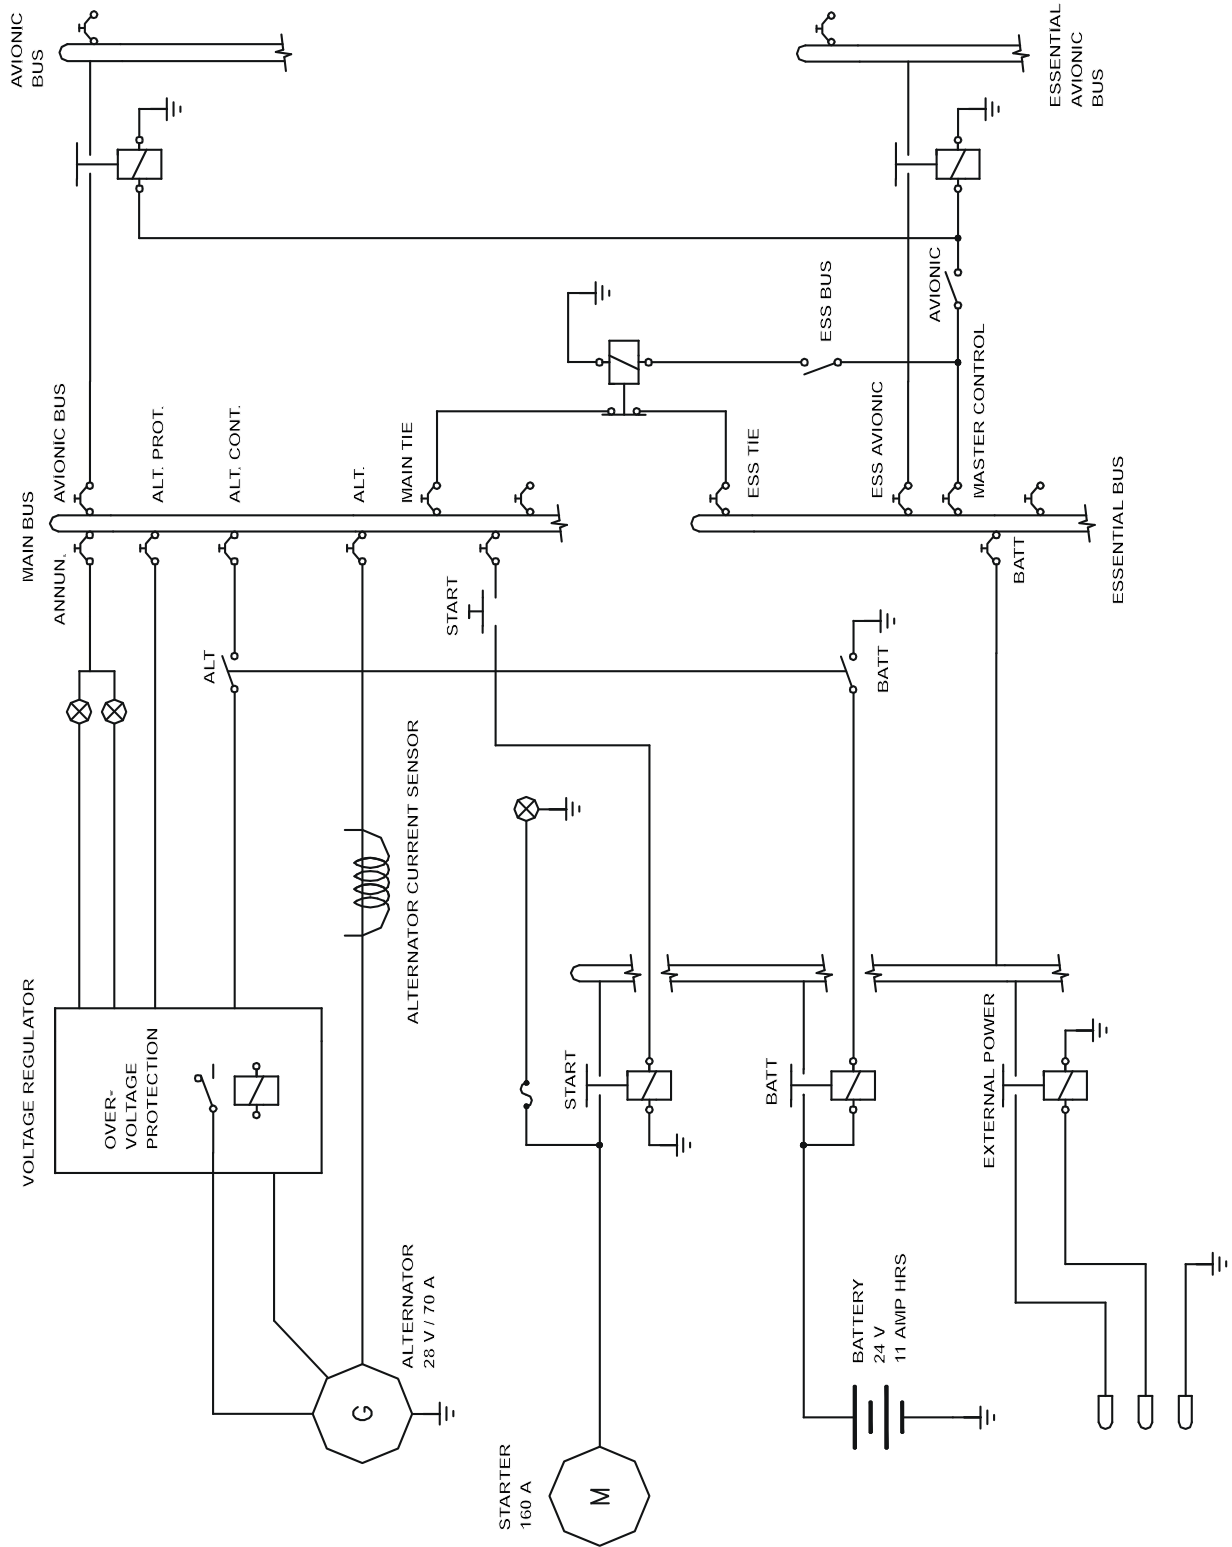 AVIONIC
BUS
ESSENTIAL
AVIONIC
BUS
AVIONIC
ESS BUS
MASTER CONTROL
ESS AVIONIC
ESS TIE
MAIN TIE
ALT.
ALT. CONT.
ALT. PROT.
AVIONIC BUS
MAIN BUS
ANNUN.
START
BATT
ESSENTIAL BUS
ALT
BATT
ALTERNATOR CURRENT SENSOR
VOLTAGE REGULATOR
OVER-
VOLTAGE
PROTECTION
START
BATT
EXTERNAL POWER
ALTERNATOR
28 V / 70 A
G
BATTERY
24 V
11 AMP HRS
STARTER
160 A
M